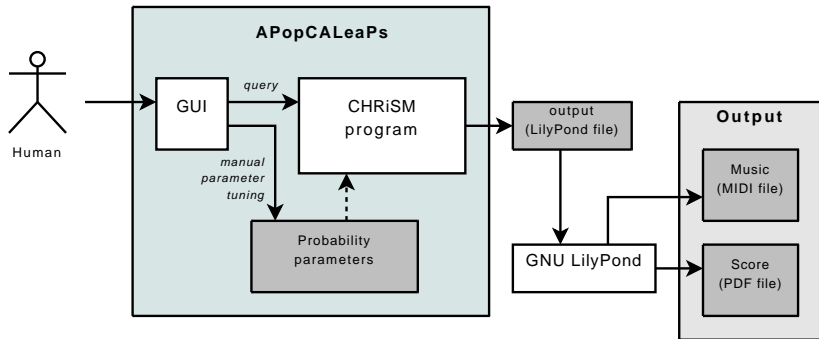 APopCALeaPs
Human
GUI
query
CHRiSM
program
manual
parameter
tuning
Probability
parameters
output
(LilyPond file)
GNU LilyPond
Output
Music
(MIDI file)
Score
(PDF file)